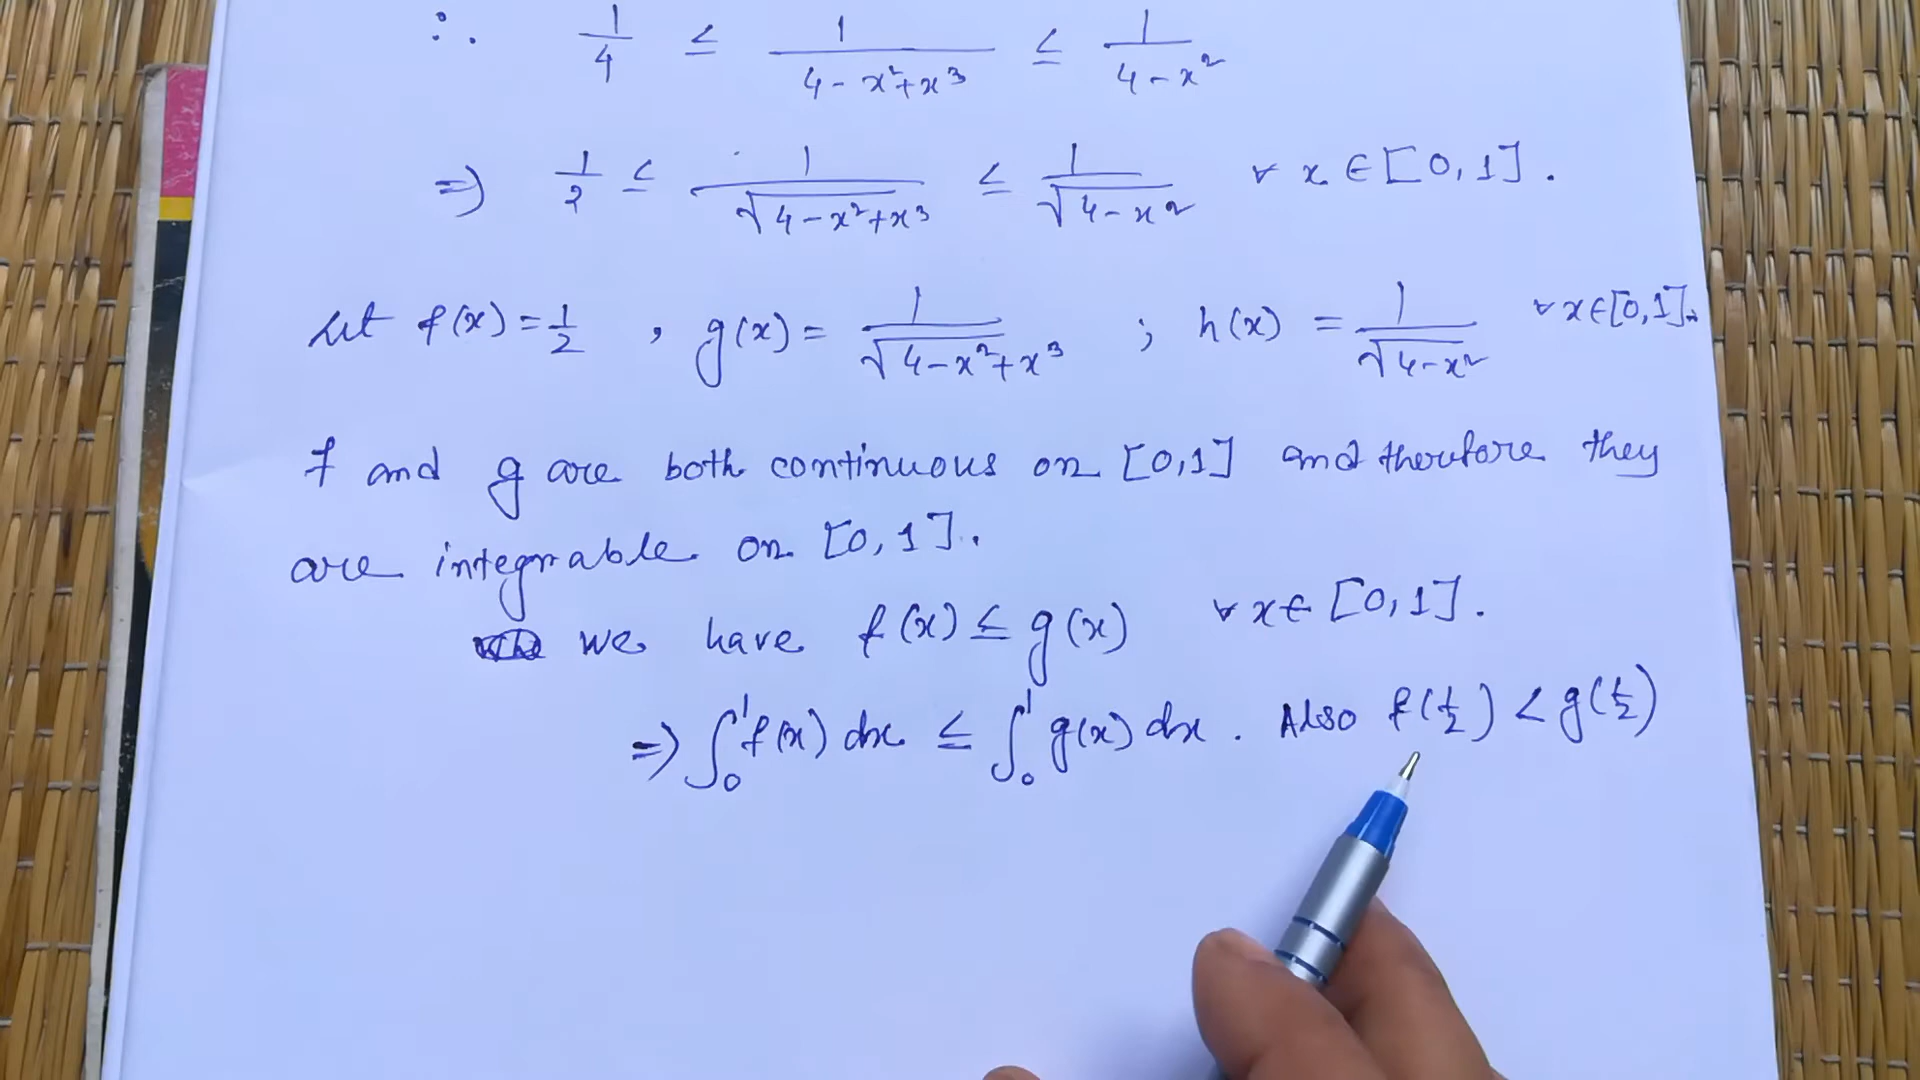 ∴ 1/4 ≤ 1/(4-x²+x³) ≤ 1/(4-x²)
⇒ 1/2 ≤ 1/√(4-x²+x³) ≤ 1/√(4-x²) ∀ x ∈ [0,1].
Let f(x) = 1/2 , g(x) = 1/√(4-x²+x³) ; h(x) = 1/√(4-x²) ∀ x ∈ [0,1].
f and g are both continuous on [0,1] and therefore they
are integrable on [0,1].
We have f(x) ≤ g(x) ∀ x ∈ [0,1].
⇒ ∫₀¹ f(x) dx ≤ ∫₀¹ g(x) dx. Also f(1/2) < g(1/2)